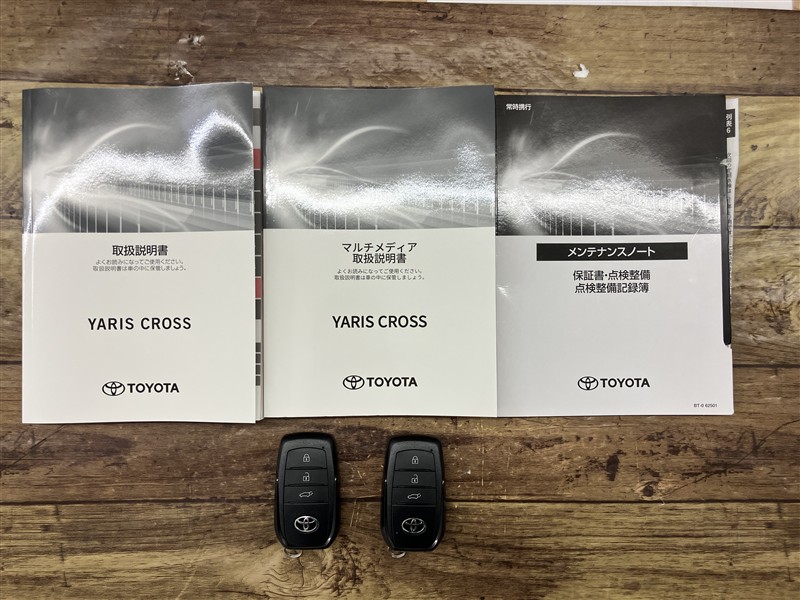 取扱説明書
よくお読みになってご使用ください。
取扱説明書は車の中に保管しましょう。
YARIS CROSS
TOYOTA
マルチメディア
取扱説明書
よくお読みになってご使用ください。
取扱説明書は車の中に保管しましょう。
YARIS CROSS
TOYOTA
常時携行
メンテナンスノート
保証書・点検整備
点検整備記録簿
TOYOTA
別表6